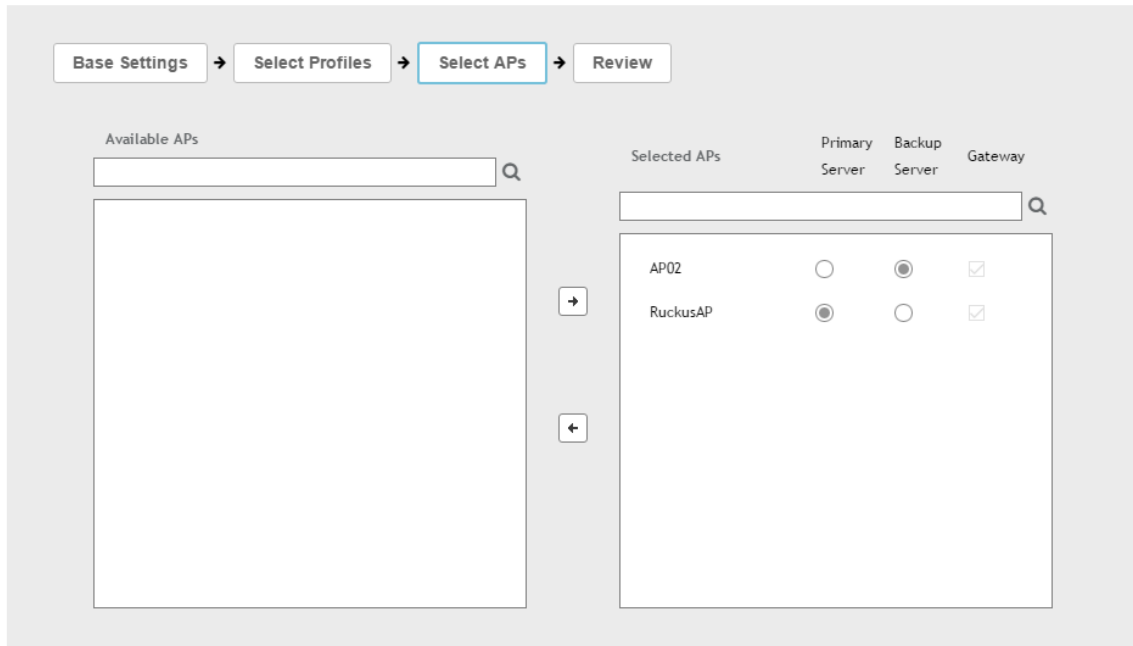 Base Settings
Select Profiles
Select APs
Review
Available APs
Selected APs
Primary
Server
Backup
Server
Gateway
AP02
RuckusAP